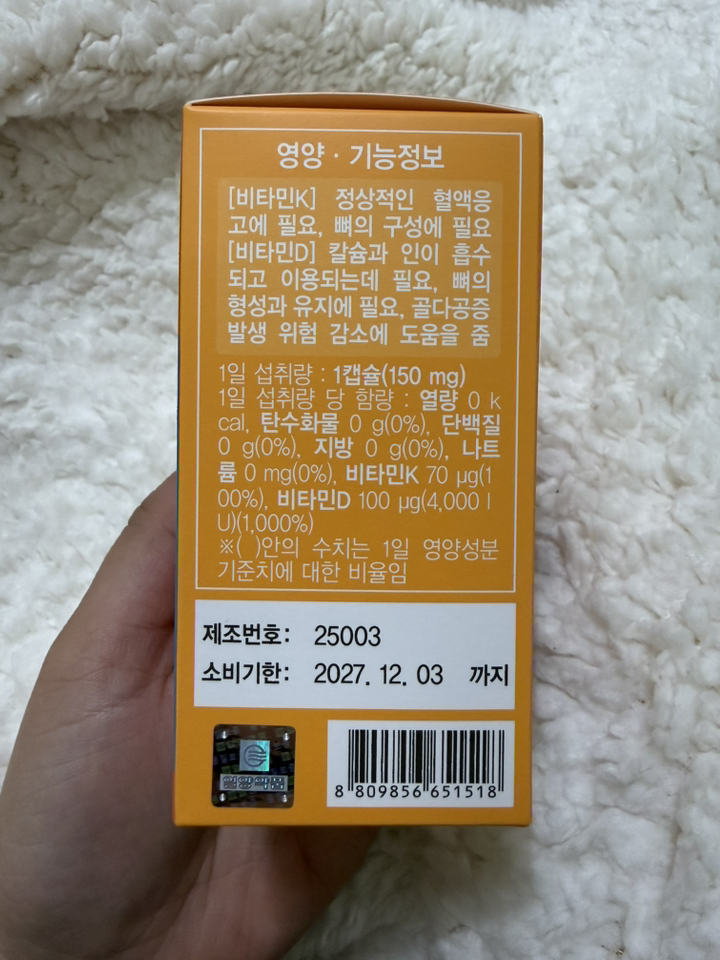 영양 · 기능정보
[비타민K] 정상적인 혈액응
고에 필요, 뼈의 구성에 필요
[비타민D] 칼슘과 인이 흡수
되고 이용되는데 필요, 뼈의
형성과 유지에 필요, 골다공증
발생 위험 감소에 도움을 줌
1일 섭취량 : 1캡슐(150 mg)
1일 섭취량 당 함량 : 열량 0 k
cal, 탄수화물 0 g(0%), 단백질
0 g(0%), 지방 0 g(0%), 나트
륨 0 mg(0%), 비타민K 70 μg(1
00%), 비타민D 100 μg(4,000 I
U)(1,000%)
※( )안의 수치는 1일 영양성분
기준치에 대한 비율임
제조번호: 25003
소비기한: 2027. 12. 03 까지
8 809856 651518